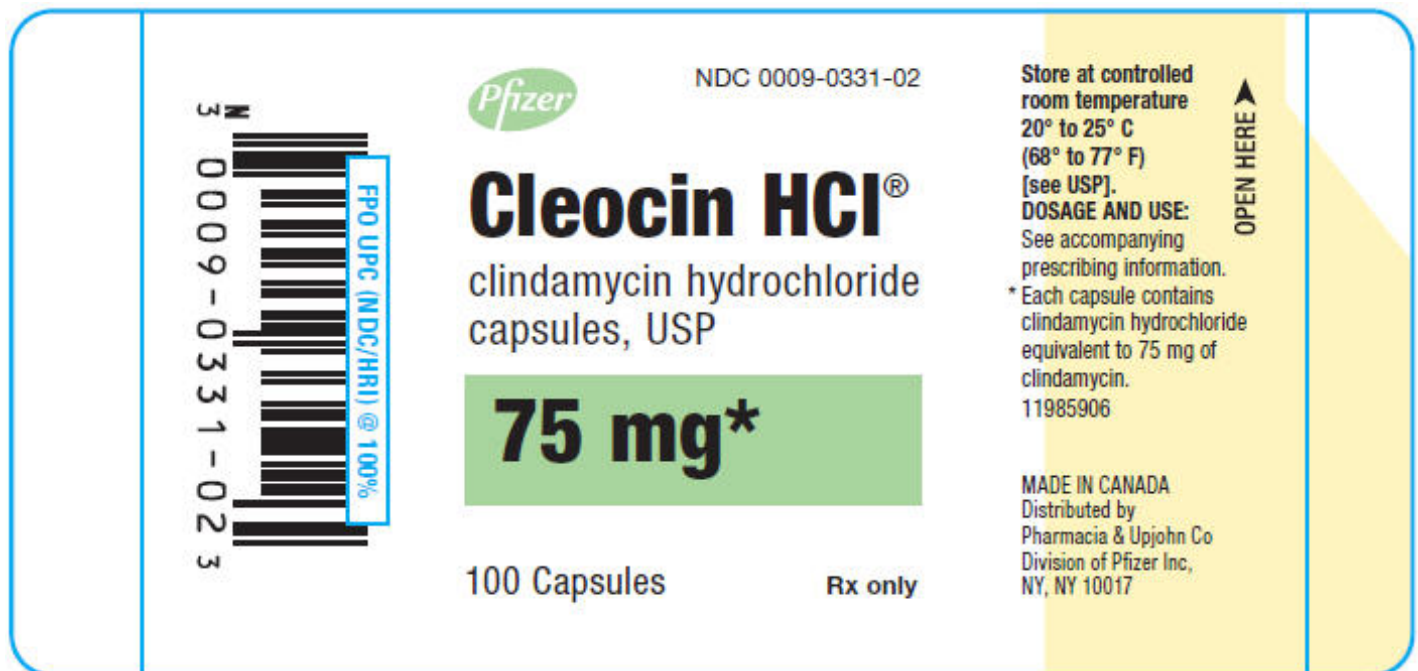 N
3 0009-0331-02 3
FPO UPC (NDC/HRI) @ 100%
Pfizer
NDC 0009-0331-02
Cleocin HCl®
clindamycin hydrochloride
capsules, USP
75 mg*
100 Capsules
Rx only
Store at controlled
room temperature
20° to 25° C
(68° to 77° F)
[see USP].
DOSAGE AND USE:
See accompanying
prescribing information.
* Each capsule contains
clindamycin hydrochloride
equivalent to 75 mg of
clindamycin.
11985906
MADE IN CANADA
Distributed by
Pharmacia & Upjohn Co
Division of Pfizer Inc,
NY, NY 10017
OPEN HERE